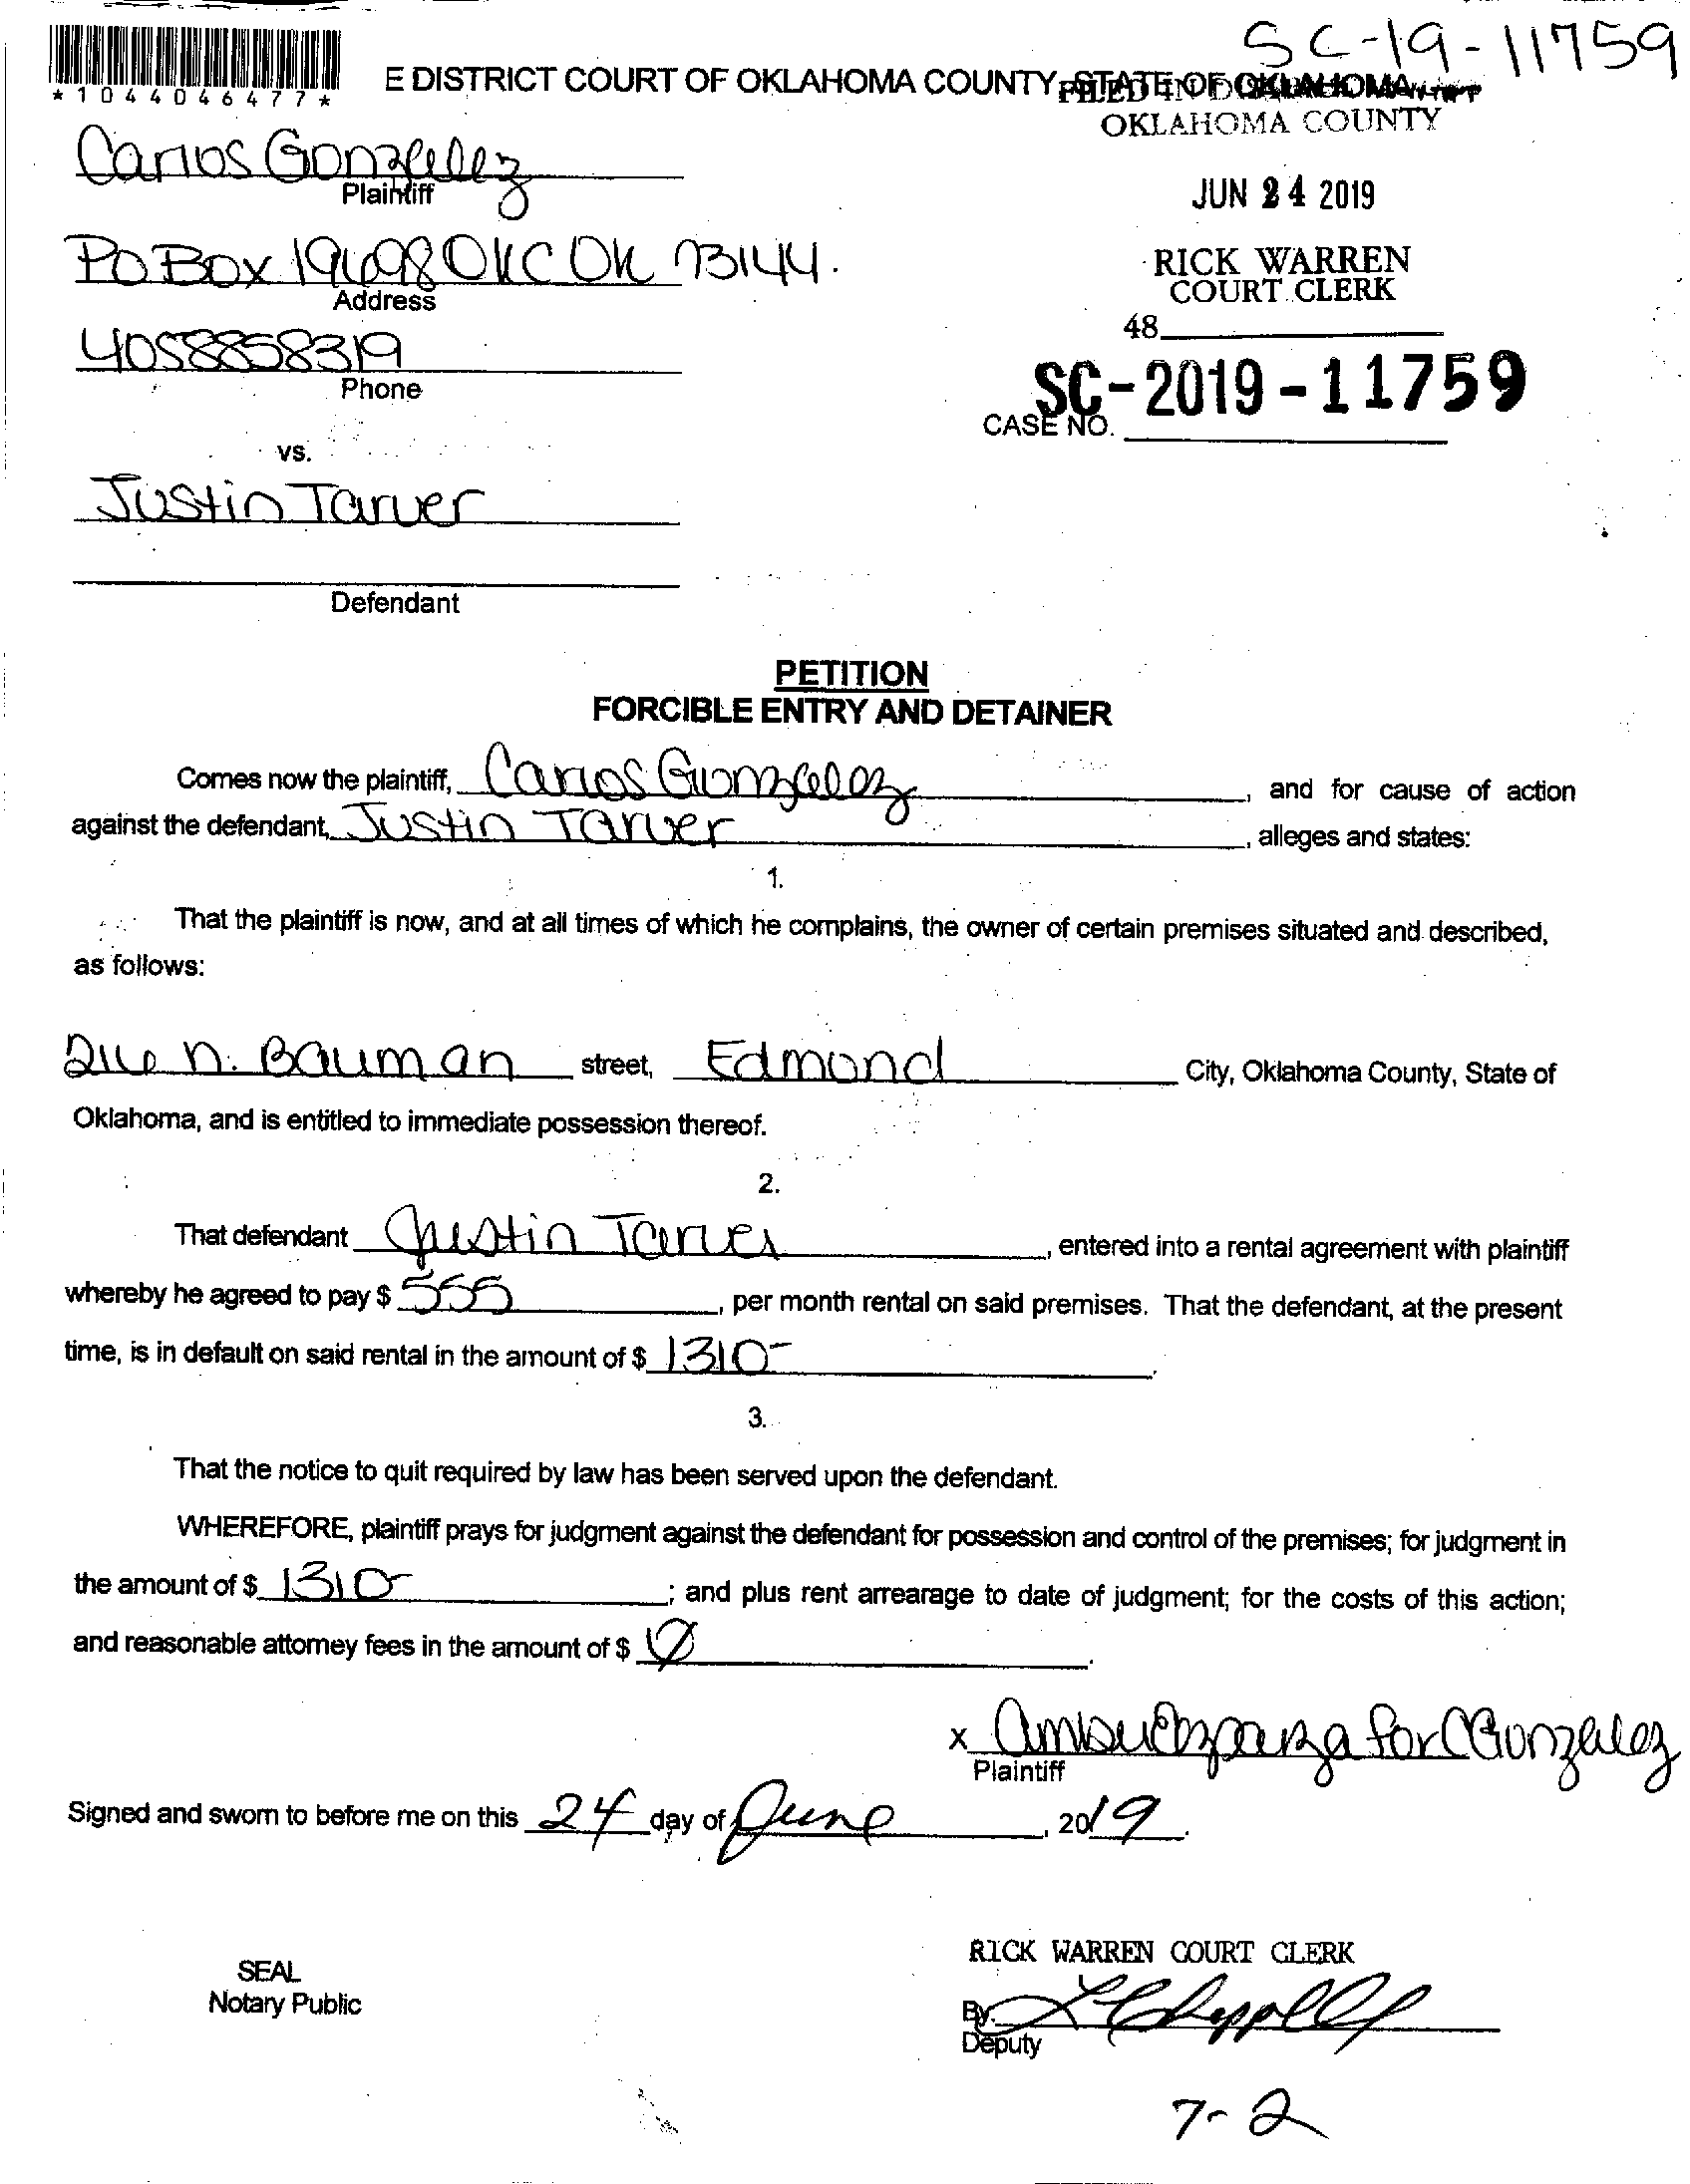 SC-19-11759
*1044046477*
E DISTRICT COURT OF OKLAHOMA COUNTY, STATE OF OKLAHOMA
FILED IN
OKLAHOMA COUNTY
Carlos Gonzalez
Plaintiff
JUN 24 2019
PO Box 19698 OKC OK 73144.
Address
RICK WARREN
COURT CLERK
4058858319
Phone
48
SC-2019-11759
CASE NO.
vs.
Justin Tarver
Defendant
PETITION
FORCIBLE ENTRY AND DETAINER
Comes now the plaintiff, Carlos Gonzalez, and for cause of action
against the defendant, Justin Tarver, alleges and states:
1.
That the plaintiff is now, and at all times of which he complains, the owner of certain premises situated and described,
as follows:
N. Bauman street, Edmond City, Oklahoma County, State of
Oklahoma, and is entitled to immediate possession thereof.
2.
That defendant Justin Tarver, entered into a rental agreement with plaintiff
whereby he agreed to pay $ 555, per month rental on said premises. That the defendant, at the present
time, is in default on said rental in the amount of $ 1310-.
3.
That the notice to quit required by law has been served upon the defendant.
WHEREFORE, plaintiff prays for judgment against the defendant for possession and control of the premises; for judgment in
the amount of $ 1310-; and plus rent arrearage to date of judgment; for the costs of this action;
and reasonable attorney fees in the amount of $ Ø.
x for C Gonzalez
Plaintiff
Signed and sworn to before me on this 24 day of June, 2019.
RICK WARREN COURT CLERK
SEAL
Notary Public
By:
Deputy
7-2